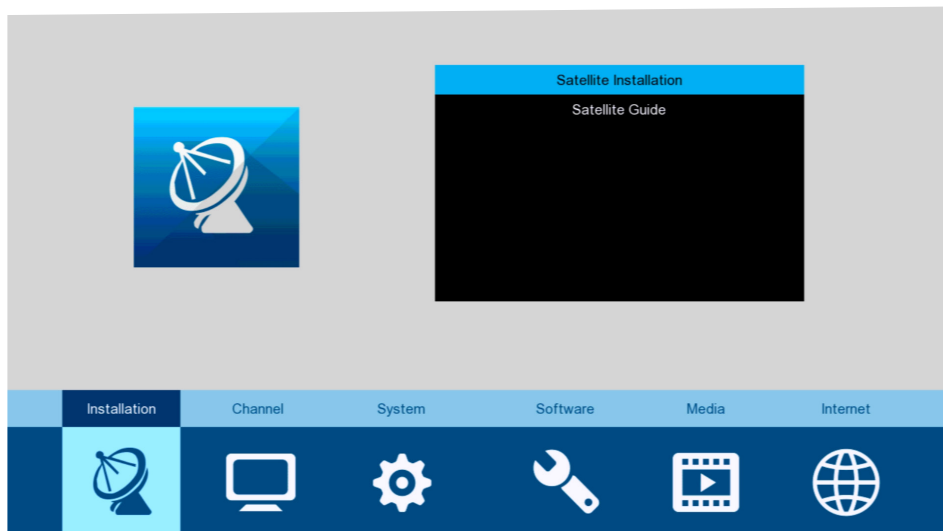 Satellite Installation
Satellite Guide
Installation Channel System Software Media Internet